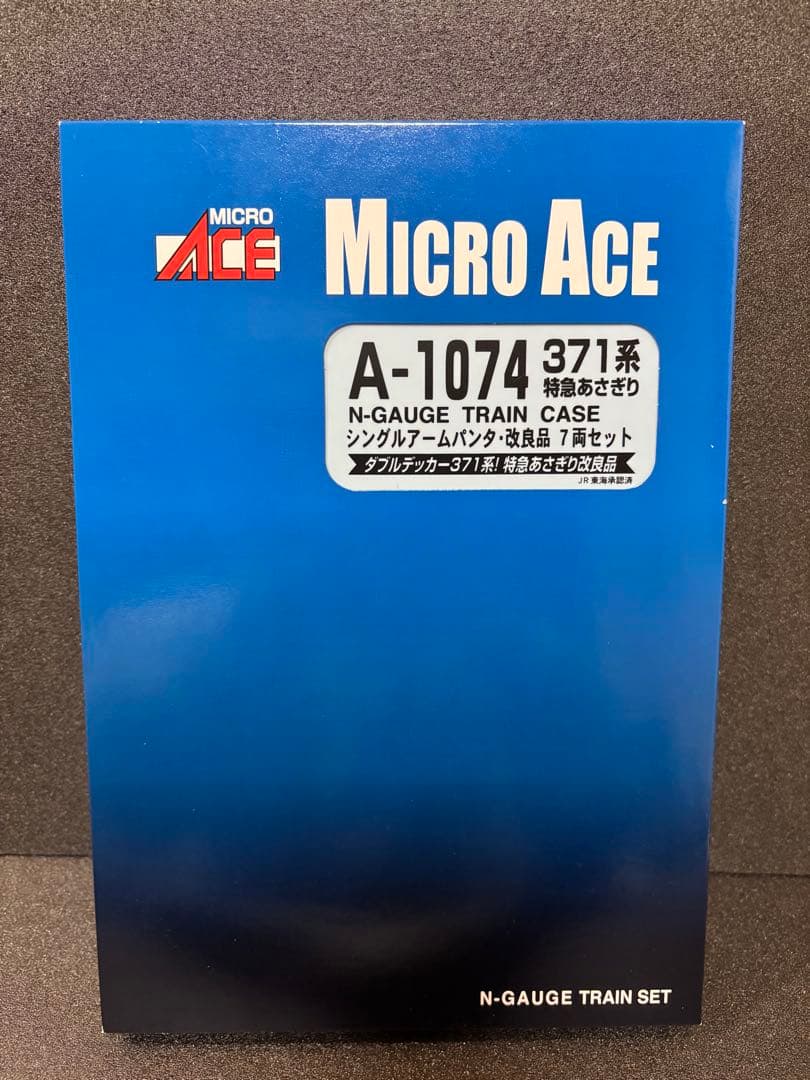 MICRO
ACE
MICRO ACE
A-1074
371系
特急あさぎり
N-GAUGE TRAIN CASE
シングルアームパンタ・改良品 7両セット
ダブルデッカー371系! 特急あさぎり改良品
JR東海承認済
N-GAUGE TRAIN SET